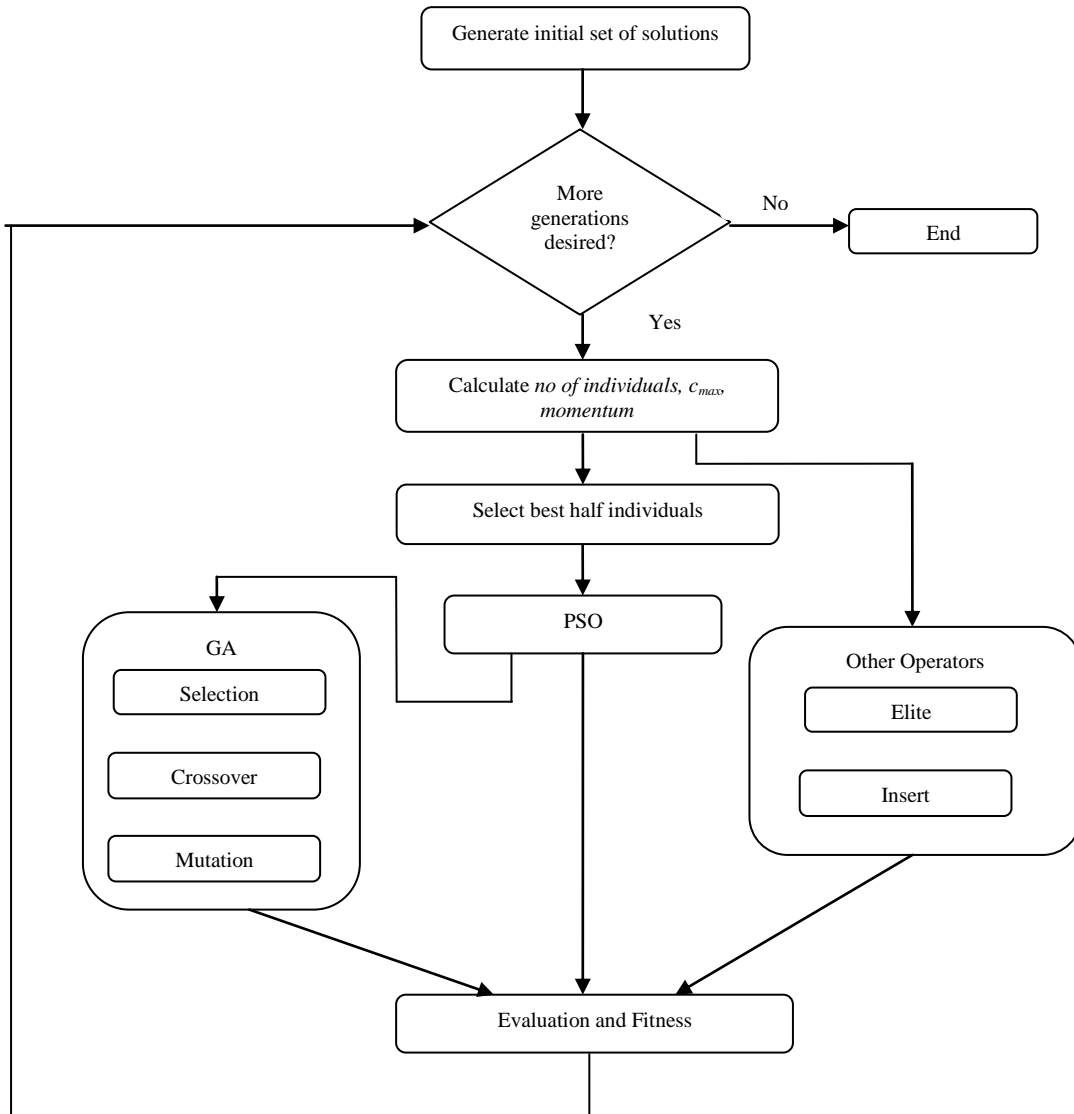 Generate initial set of solutions
More
generations
desired?
No
End
Yes
Calculate no of individuals, cmax,
momentum
Select best half individuals
PSO
GA
Selection
Crossover
Mutation
Other Operators
Elite
Insert
Evaluation and Fitness